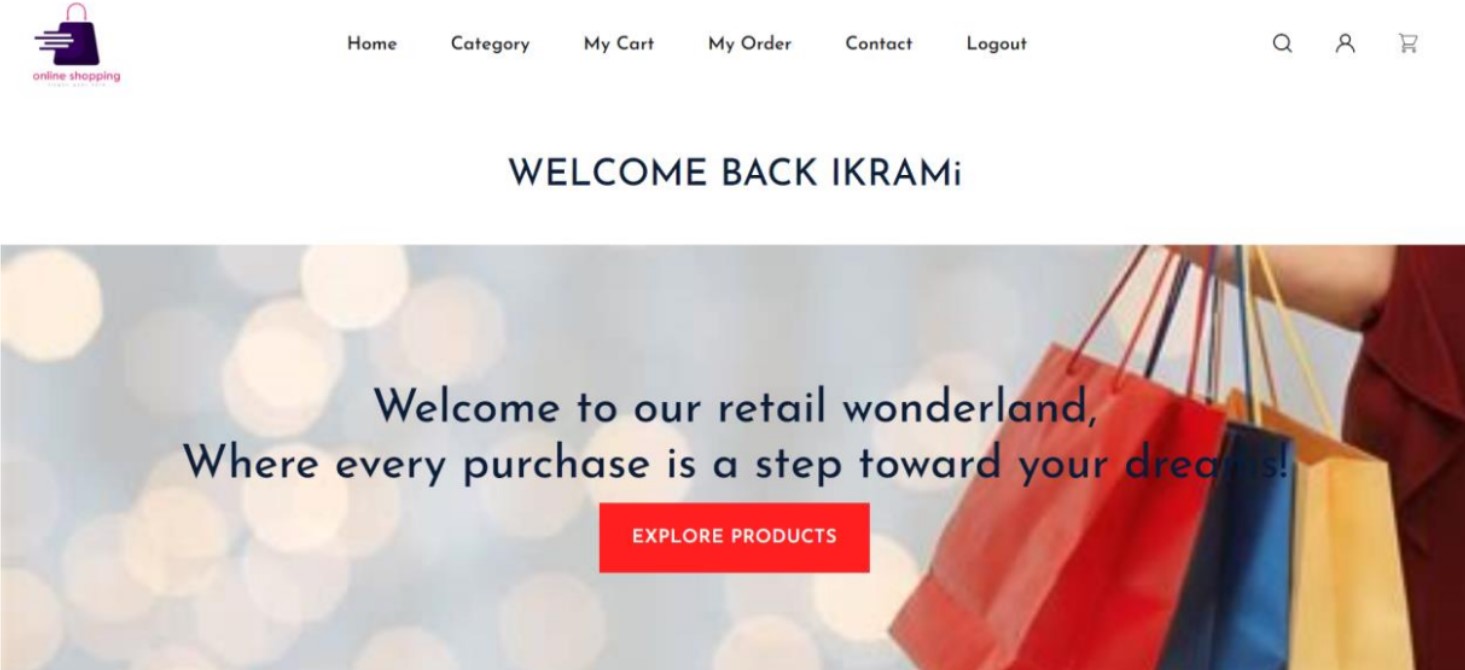 online shopping
Home Category My Cart My Order Contact Logout
WELCOME BACK IKRAMi
Welcome to our retail wonderland,
Where every purchase is a step toward your dreams!
EXPLORE PRODUCTS